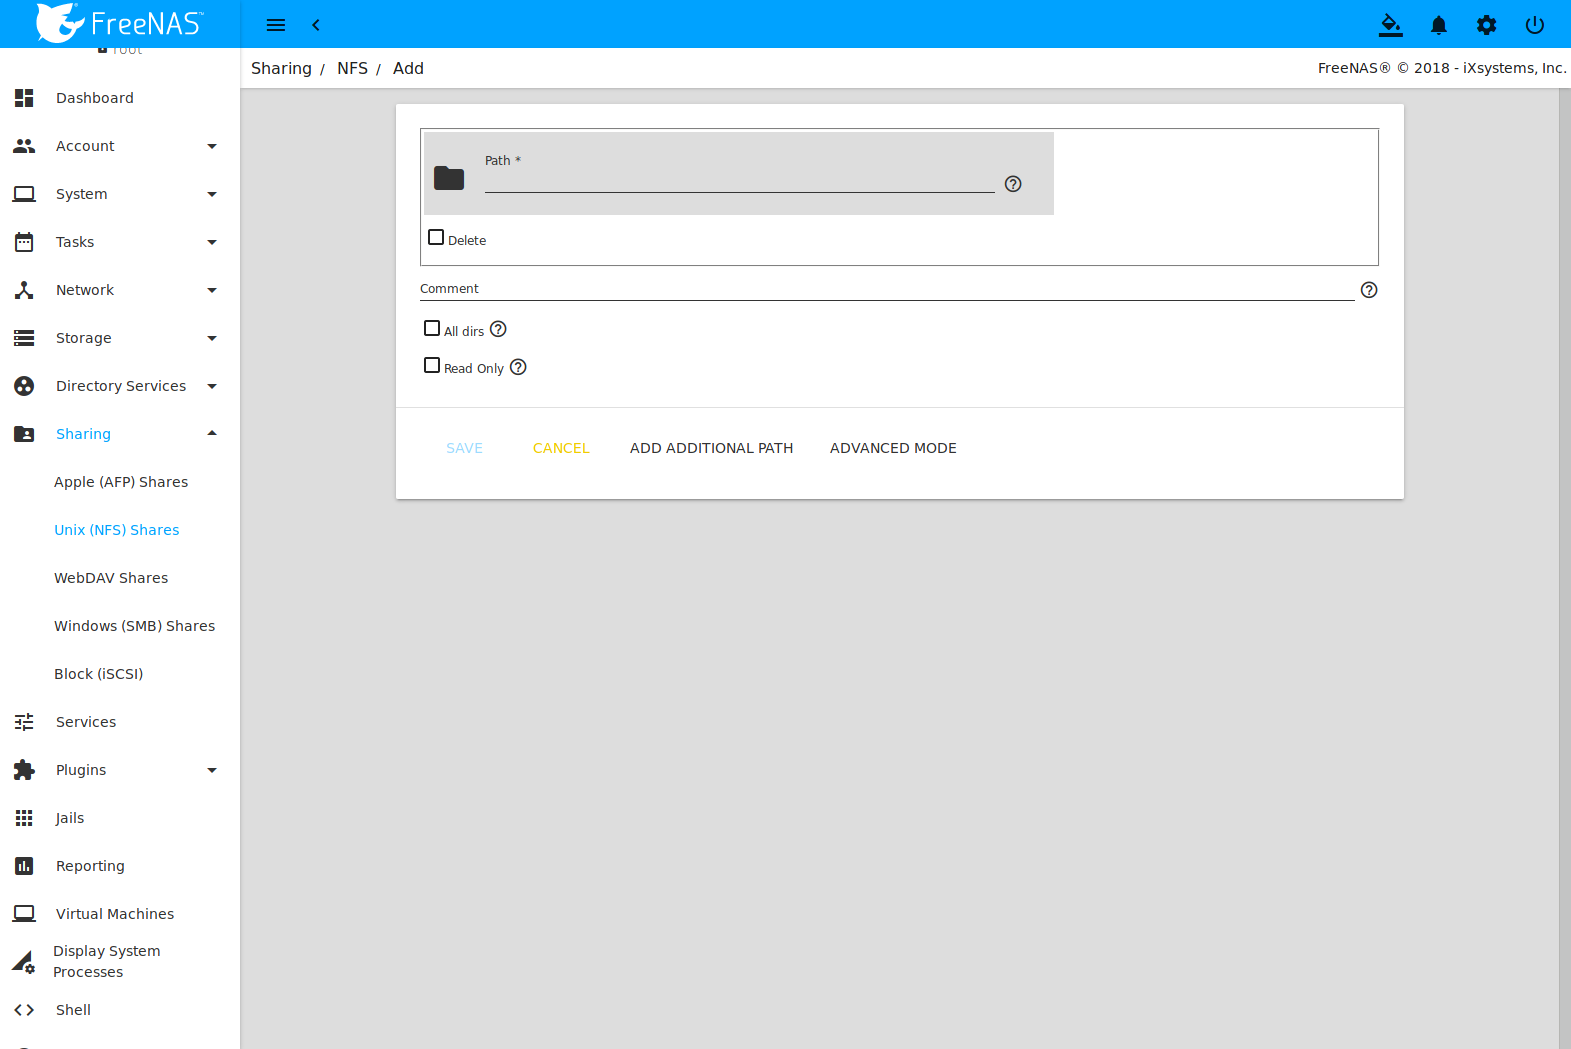 FreeNAS™
root
Sharing / NFS / Add
FreeNAS® © 2018 - iXsystems, Inc.
Dashboard
Account
System
Tasks
Network
Storage
Directory Services
Sharing
Apple (AFP) Shares
Unix (NFS) Shares
WebDAV Shares
Windows (SMB) Shares
Block (iSCSI)
Services
Plugins
Jails
Reporting
Virtual Machines
Display System
Processes
Shell
Path *
Delete
Comment
All dirs
Read Only
SAVE CANCEL ADD ADDITIONAL PATH ADVANCED MODE